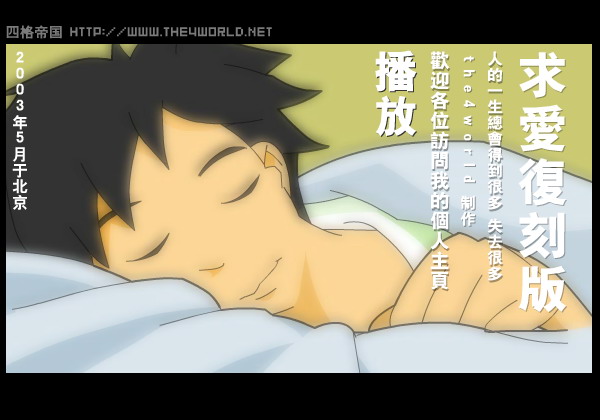 四格帝国 HTTP://WWW.THE4WORLD.NET
求愛復刻版
人的一生總會得到很多 失去很多
the4world 制作
歡迎各位訪問我的個人主頁
播放
2003年5月于北京